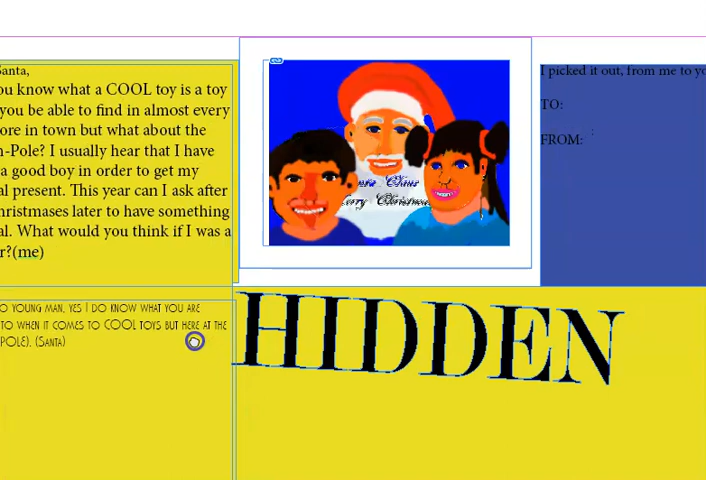 Santa,
ou know what a COOL toy is a toy
you be able to find in almost every
ore in town but what about the
n-Pole? I usually hear that I have
a good boy in order to get my
al present. This year can I ask after
hristmases later to have something
al. What would you think if I was a
r?(me)
Claus
erry Christmas
I picked it out, from me to yo
TO:
FROM:
O YOUNG MAN, YES I DO KNOW WHAT YOU ARE
TO WHEN IT COMES TO COOL TOYS BUT HERE AT THE
POLE). (SANTA)
HIDDEN